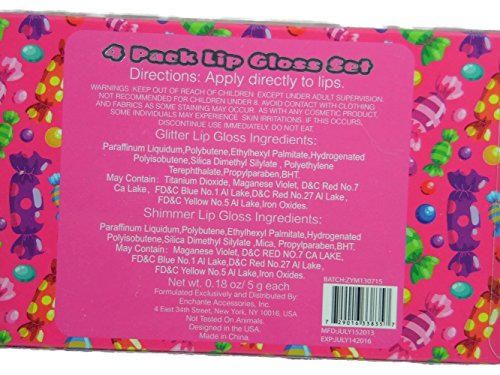 4 Pack Lip Gloss Set
Directions: Apply directly to lips.
WARNINGS: KEEP OUT OF REACH OF CHILDREN EXCEPT UNDER ADULT SUPERVISION.
NOT RECOMMENDED FOR CHILDREN UNDER 8. AVOID CONTACT WITH CLOTHING
AND FABRICS AS SOME STAINING MAY OCCUR. AS WITH ANY COSMETIC PRODUCT,
SOME INDIVIDUALS MAY EXPERIENCE SKIN IRRITATIONS. IF THIS OCCURS,
DISCONTINUE USE IMMEDIATELY. DO NOT EAT.
Glitter Lip Gloss Ingredients:
Paraffinum Liquidum,Polybutene,Ethylhexyl Palmitate,Hydrogenated
Polyisobutene,Silica Dimethyl Silylate , Polyethylene
Terephthalate,Propylparaben,BHT.
May Contain: Titanium Dioxide, Maganese Violet, D&C Red No.7
Ca Lake, FD&C Blue No.1 Al Lake,D&C Red No.27 Al Lake,
FD&C Yellow No.5 Al Lake,Iron Oxides.
Shimmer Lip Gloss Ingredients:
Paraffinum Liquidum,Polybutene,Ethylhexyl Palmitate,Hydrogenated
Polyisobutene,Silica Dimethyl Silylate ,Mica, Propylparaben,BHT.
May Contain: Maganese Violet, D&C RED NO.7 CA LAKE,
FD&C Blue No.1 Al Lake,D&C Red No.27 Al Lake,
FD&C Yellow No.5 Al Lake,Iron Oxides.
Net wt. 0.18 oz/ 5 g each
Formulated Exclusively and Distributed By:
Enchante Accessories, Inc.
4 East 34th Street, New York, NY 10016.
Not Tested On Animals.
Designed in the USA.
Made in China.
BATCH:ZYM130715
7 29016 33835 7
MFD:JULY152013
EXP:JULY142016